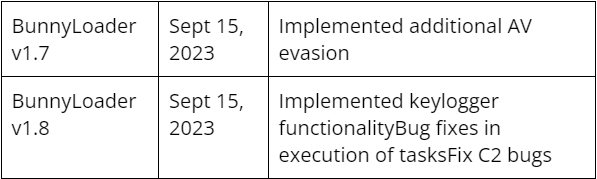 BunnyLoader
v1.7
Sept 15,
2023
Implemented additional AV
evasion
BunnyLoader
v1.8
Sept 15,
2023
Implemented keylogger
functionalityBug fixes in
execution of tasksFix C2 bugs